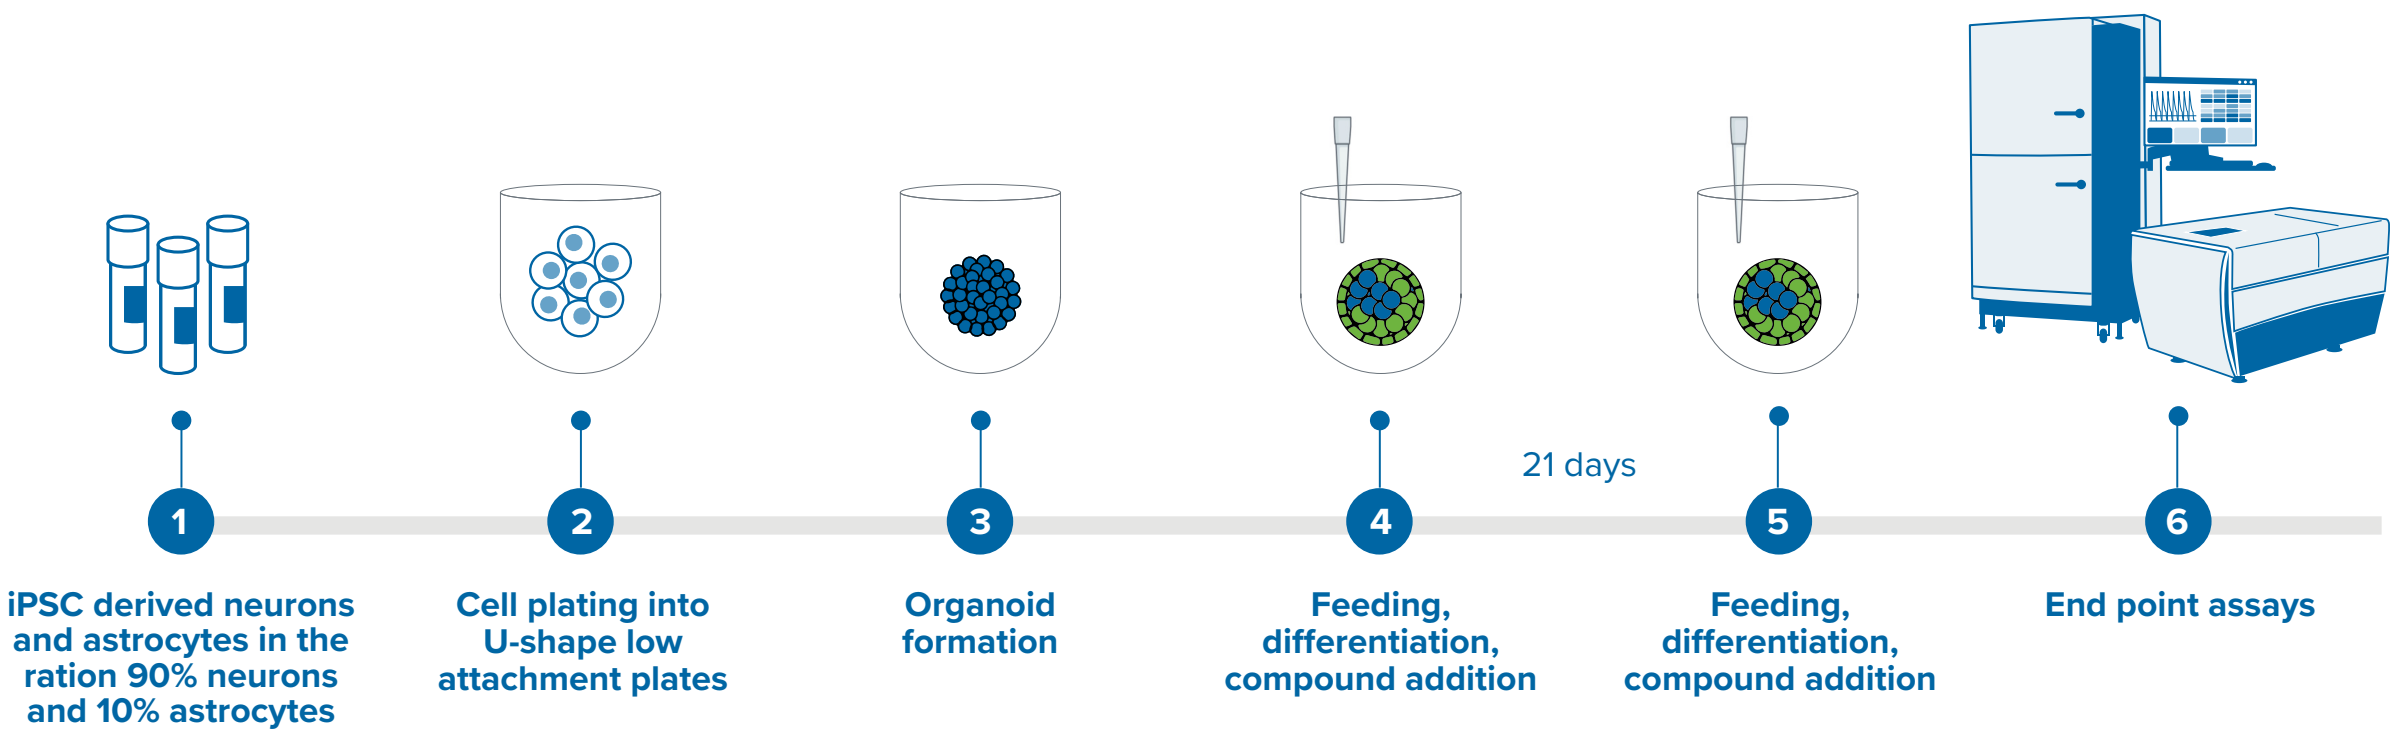 21 days
1
2
3
4
5
6
iPSC derived neurons
and astrocytes in the
ration 90% neurons
and 10% astrocytes
Cell plating into
U-shape low
attachment plates
Organoid
formation
Feeding,
differentiation,
compound addition
Feeding,
differentiation,
compound addition
End point assays